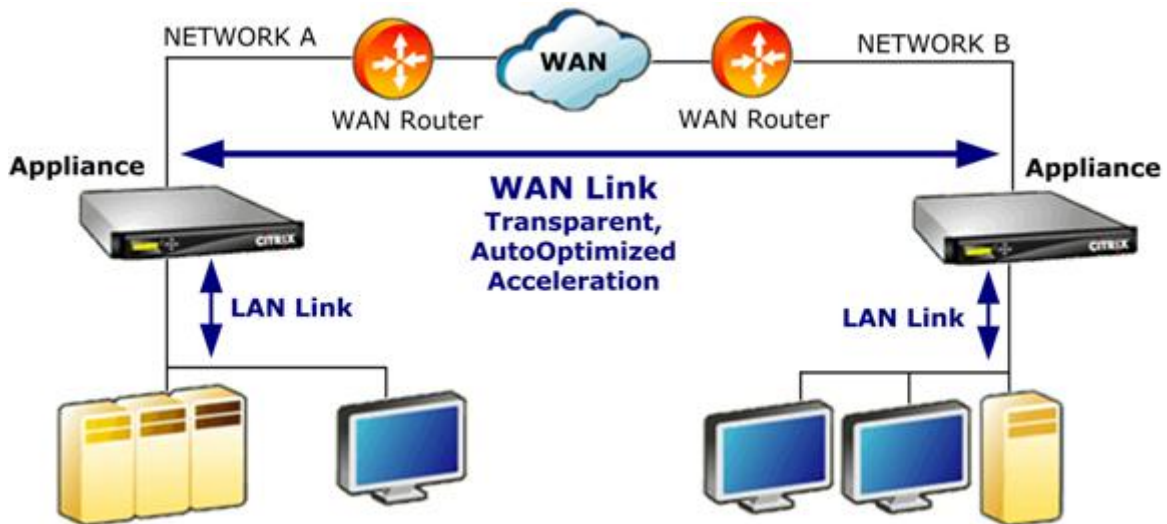 NETWORK A
WAN
NETWORK B
WAN Router
WAN Router
Appliance
Appliance
WAN Link
Transparent,
AutoOptimized
Acceleration
CITRIX
CITRIX
LAN Link
LAN Link